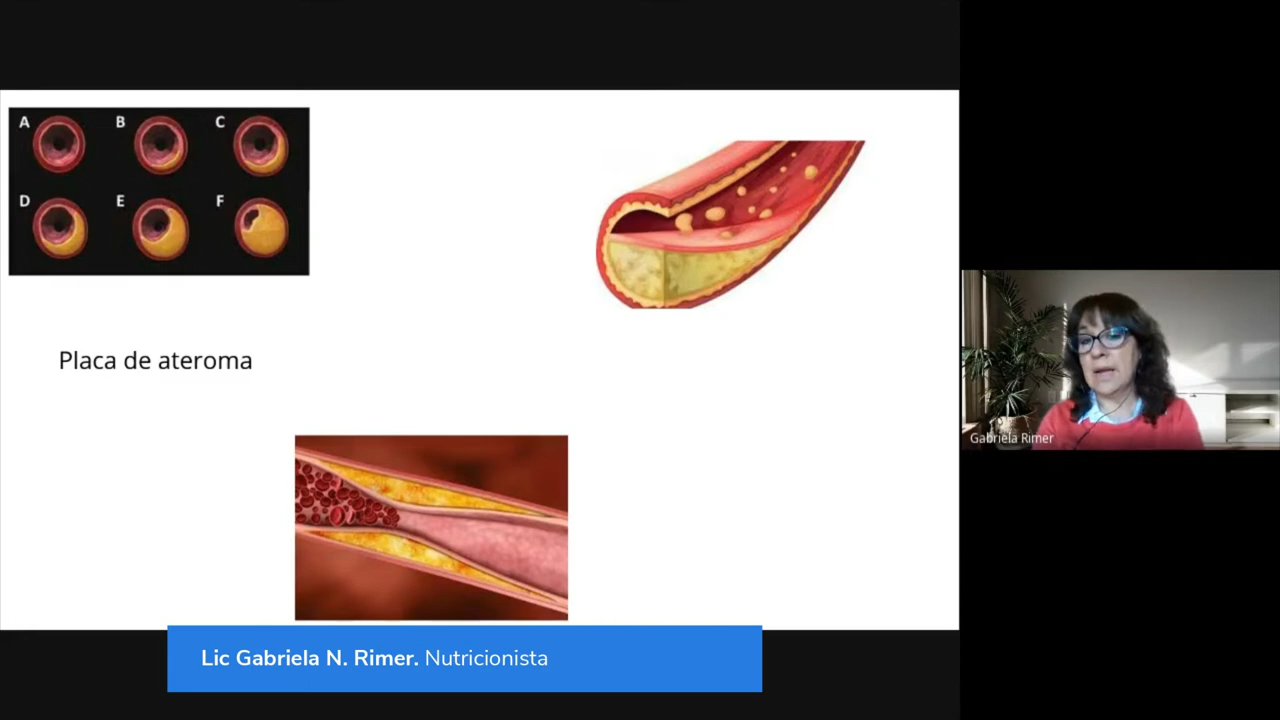 A B C
D E F
Placa de ateroma
Gabriela Rimer
Lic Gabriela N. Rimer. Nutricionista